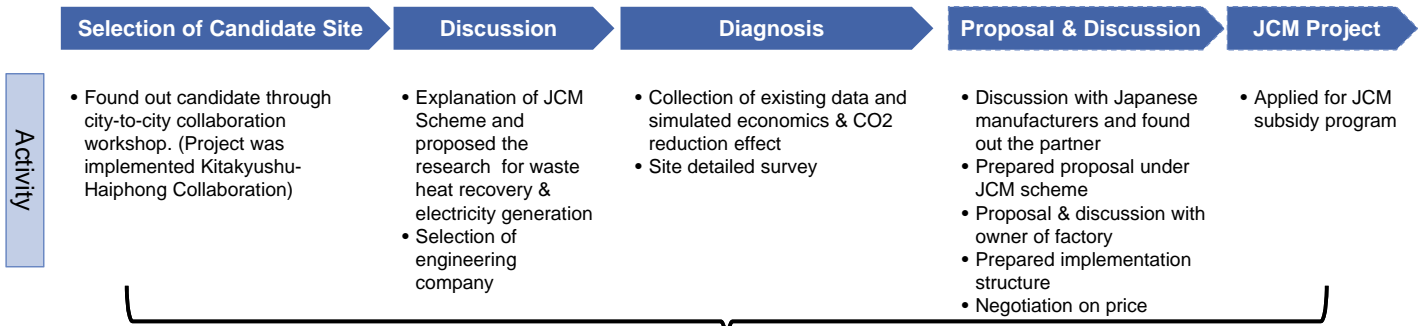 Selection of Candidate Site
Discussion
Diagnosis
Proposal & Discussion
JCM Project
Activity
• Found out candidate through
city-to-city collaboration
workshop. (Project was
implemented Kitakyushu-
Haiphong Collaboration)
• Explanation of JCM
Scheme and
proposed the
research for waste
heat recovery &
electricity generation
• Selection of
engineering
company
• Collection of existing data and
simulated economics & CO2
reduction effect
• Site detailed survey
• Discussion with Japanese
manufacturers and found
out the partner
• Prepared proposal under
JCM scheme
• Proposal & discussion with
owner of factory
• Prepared implementation
structure
• Negotiation on price
• Applied for JCM
subsidy program